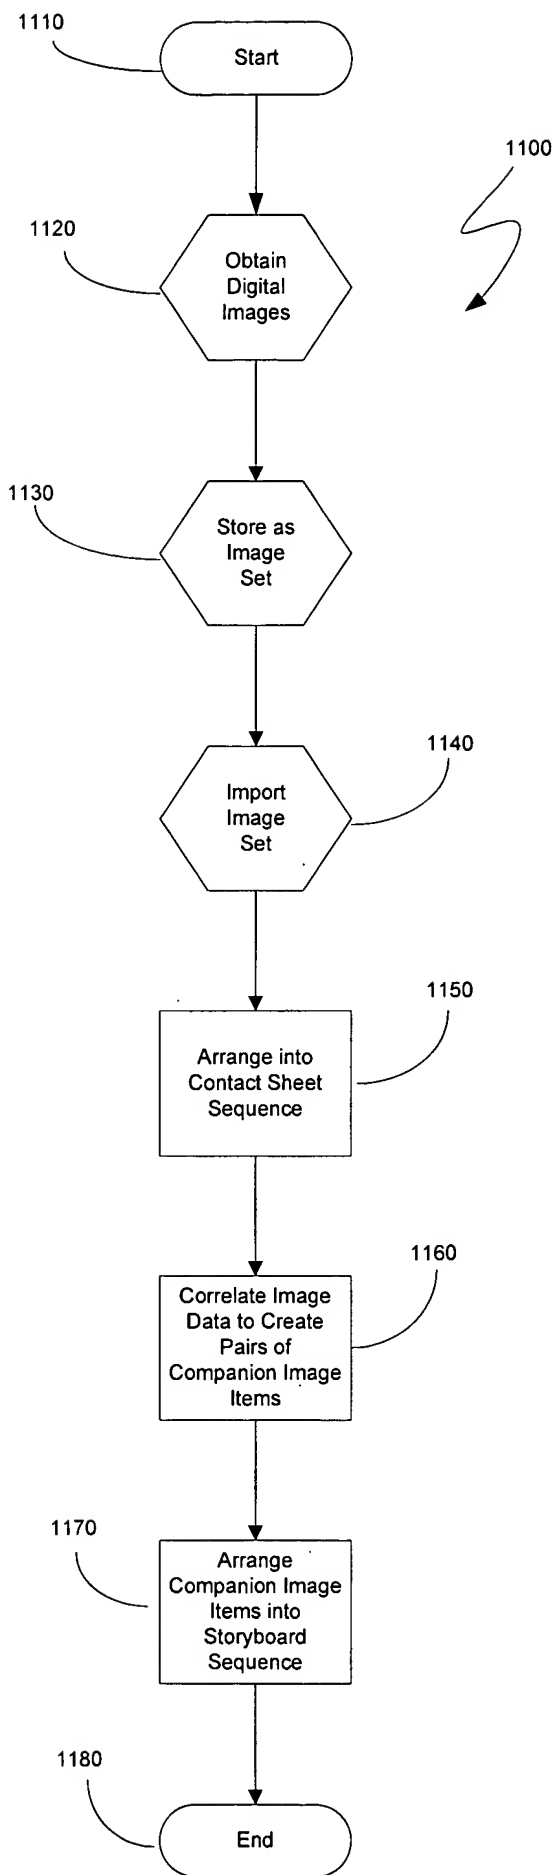 1110
Start
1100
1120
Obtain
Digital
Images
1130
Store as
Image
Set
1140
Import
Image
Set
1150
Arrange into
Contact Sheet
Sequence
1160
Correlate Image
Data to Create
Pairs of
Companion Image
Items
1170
Arrange
Companion Image
Items into
Storyboard
Sequence
1180
End